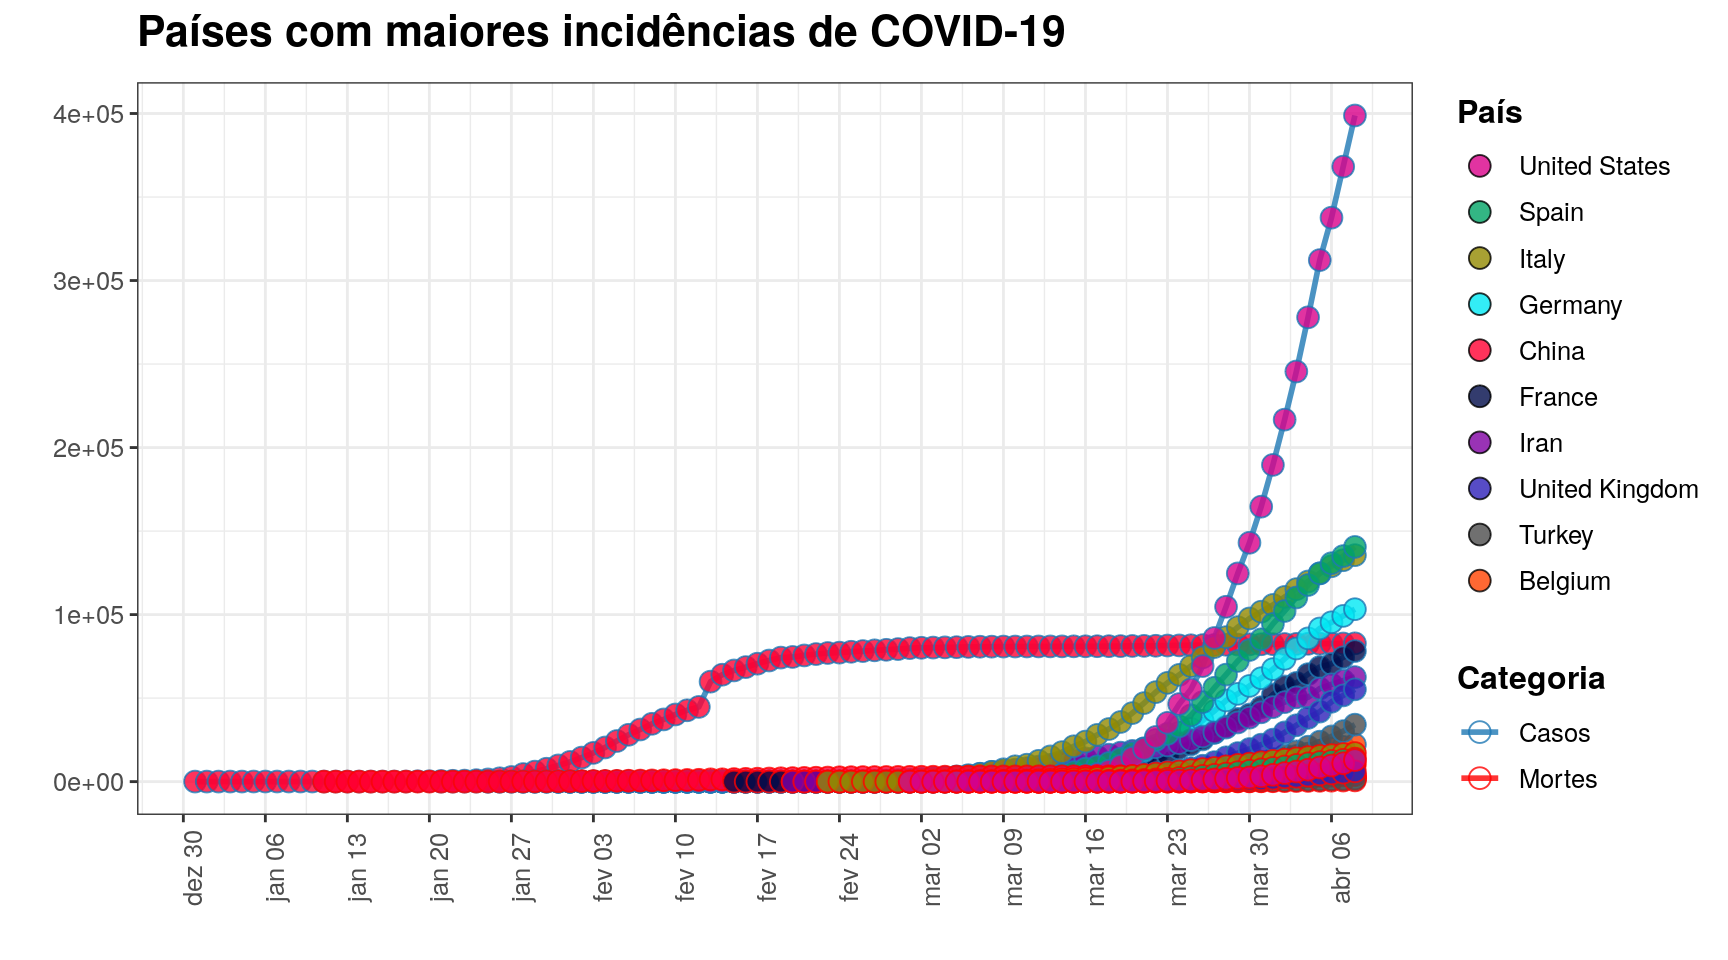 Países com maiores incidências de COVID-19
4e+05
3e+05
2e+05
1e+05
0e+00
dez 30
jan 06
jan 13
jan 20
jan 27
fev 03
fev 10
fev 17
fev 24
mar 02
mar 09
mar 16
mar 23
mar 30
abr 06
País
United States
Spain
Italy
Germany
China
France
Iran
United Kingdom
Turkey
Belgium
Categoria
Casos
Mortes